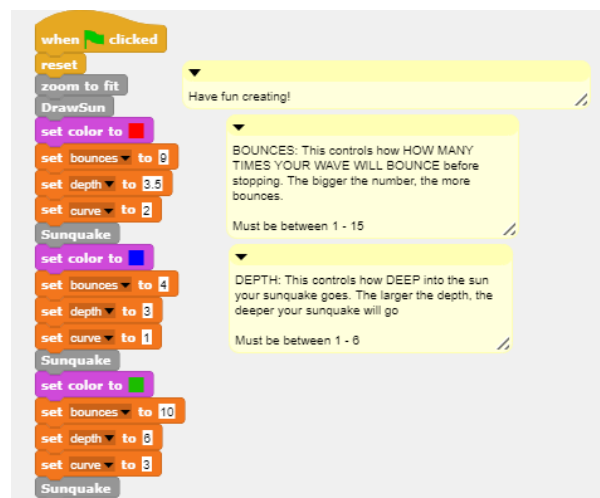 when clicked
reset
zoom to fit
DrawSun
set color to
set bounces to 9
set depth to 3.5
set curve to 2
Sunquake
set color to
set bounces to 4
set depth to 3
set curve to 1
Sunquake
set color to
set bounces to 10
set depth to 6
set curve to 3
Sunquake
Have fun creating!
BOUNCES: This controls how HOW MANY
TIMES YOUR WAVE WILL BOUNCE before
stopping. The bigger the number, the more
bounces.
Must be between 1 - 15
DEPTH: This controls how DEEP into the sun
your sunquake goes. The larger the depth, the
deeper your sunquake will go
Must be between 1 - 6